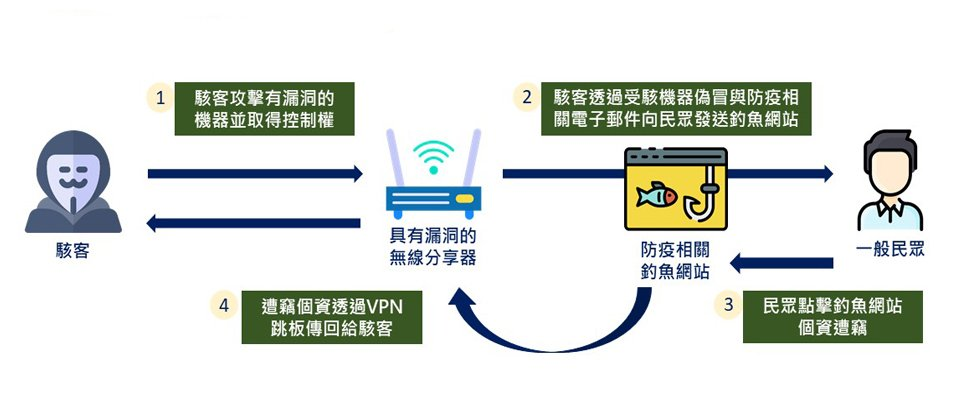 1
駭客攻擊有漏洞的
機器並取得控制權
2
駭客透過受駭機器偽冒與防疫相
關電子郵件向民眾發送釣魚網站
駭客
具有漏洞的
無線分享器
防疫相關
釣魚網站
一般民眾
4
遭竊個資透過VPN
跳板傳回給駭客
3
民眾點擊釣魚網站
個資遭竊